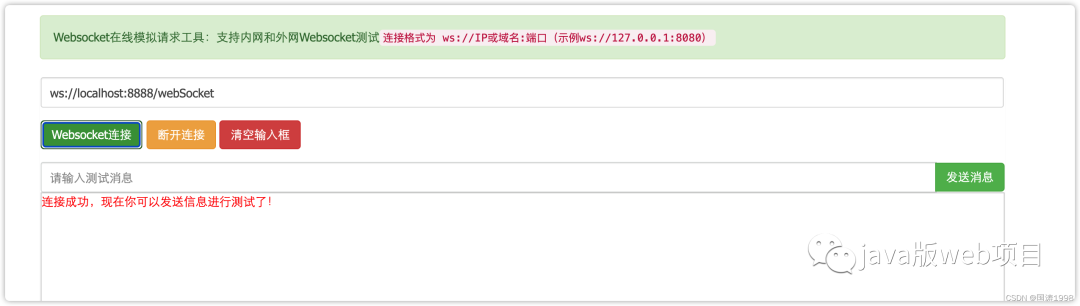 Websocket在线模拟请求工具：支持内网和外网Websocket测试 连接格式为 ws://IP或域名:端口（示例ws://127.0.0.1:8080）
ws://localhost:8888/webSocket
Websocket连接 断开连接 清空输入框
请输入测试消息 发送消息
连接成功，现在你可以发送信息进行测试了！
java版web项目
CSDN @国涛1998